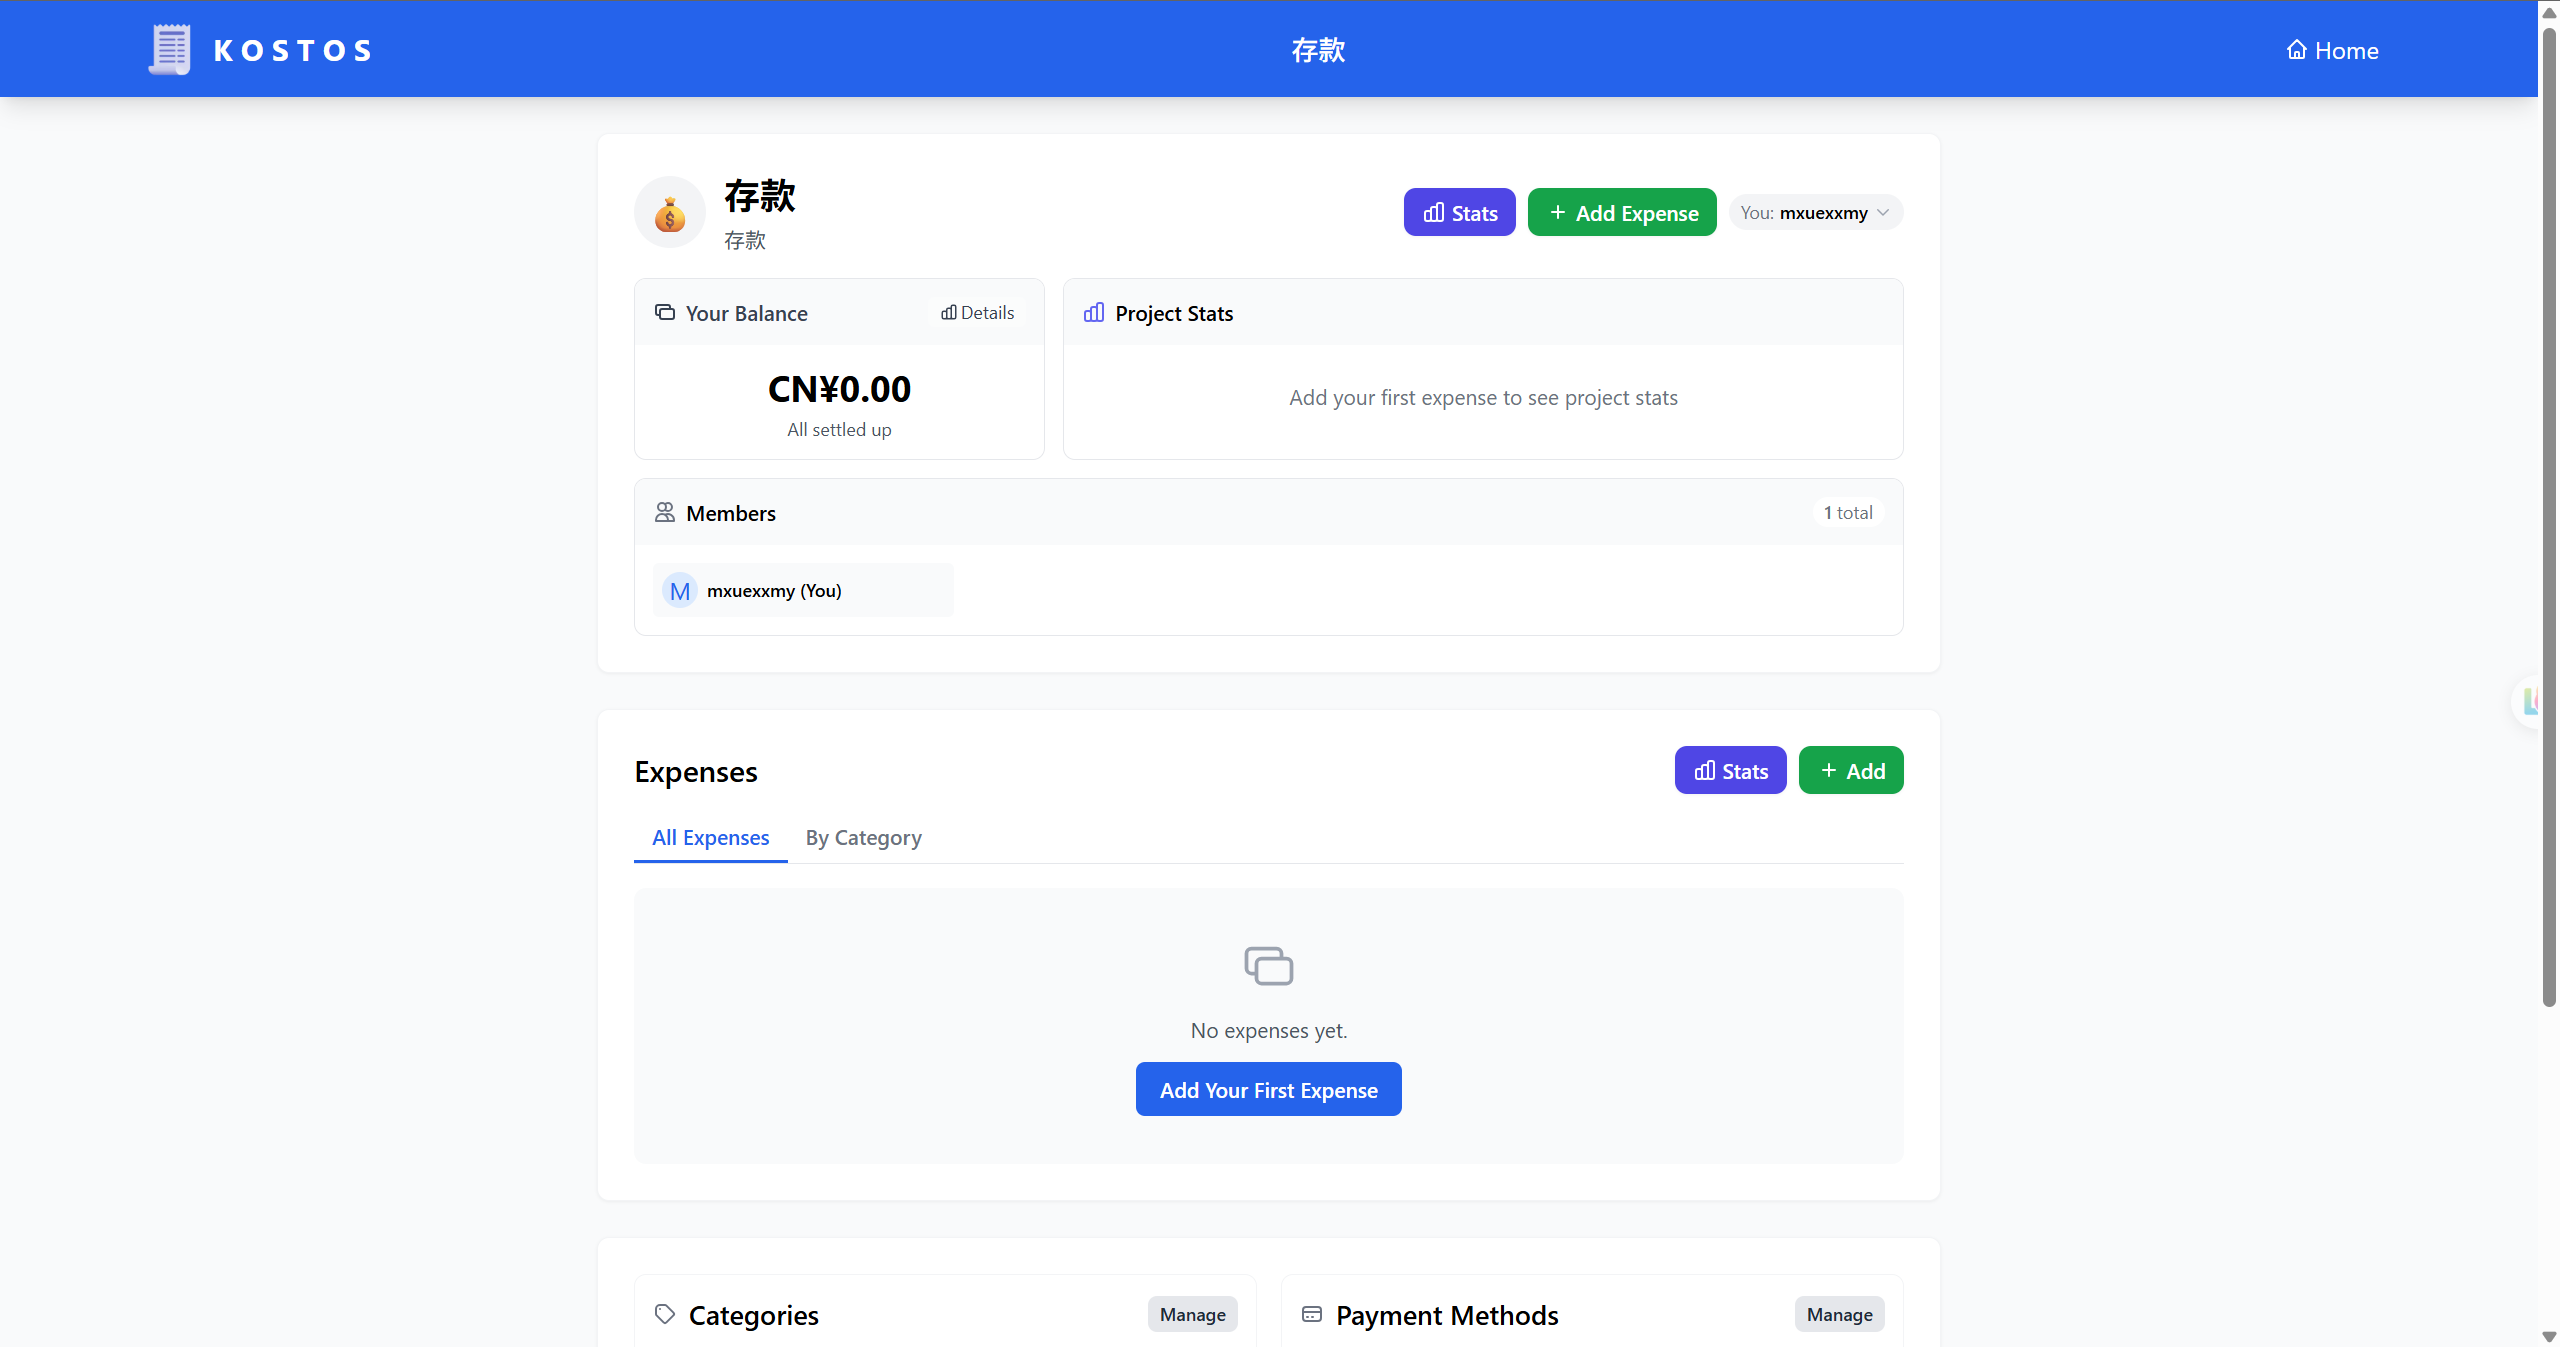 KOSTOS
存款
Home
存款
存款
Stats
+ Add Expense
You: mxuexxmy
Your Balance
Details
CN¥0.00
All settled up
Project Stats
Add your first expense to see project stats
Members
1 total
M
mxuexxmy (You)
Expenses
Stats
+ Add
All Expenses
By Category
No expenses yet.
Add Your First Expense
Categories
Manage
Payment Methods
Manage